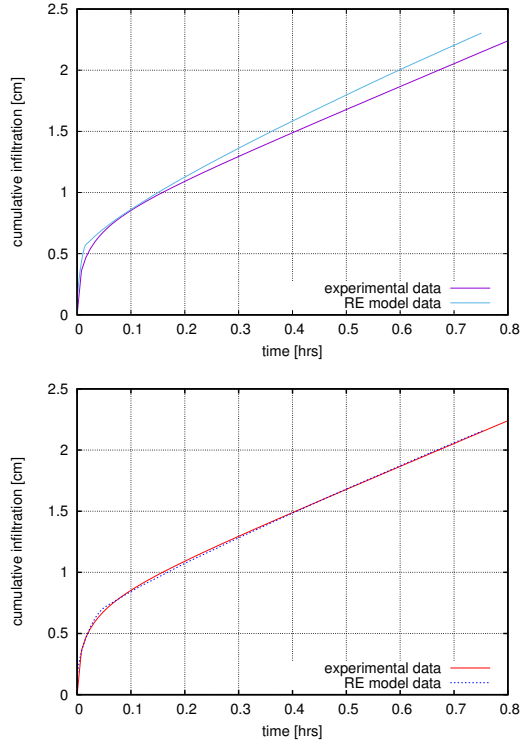 2.5
2
1.5
1
0.5
0
cumulative infiltration [cm]
experimental data
RE model data
0 0.1 0.2 0.3 0.4 0.5 0.6 0.7 0.8
time [hrs]
2.5
2
1.5
1
0.5
0
cumulative infiltration [cm]
experimental data
RE model data
0 0.1 0.2 0.3 0.4 0.5 0.6 0.7 0.8
time [hrs]